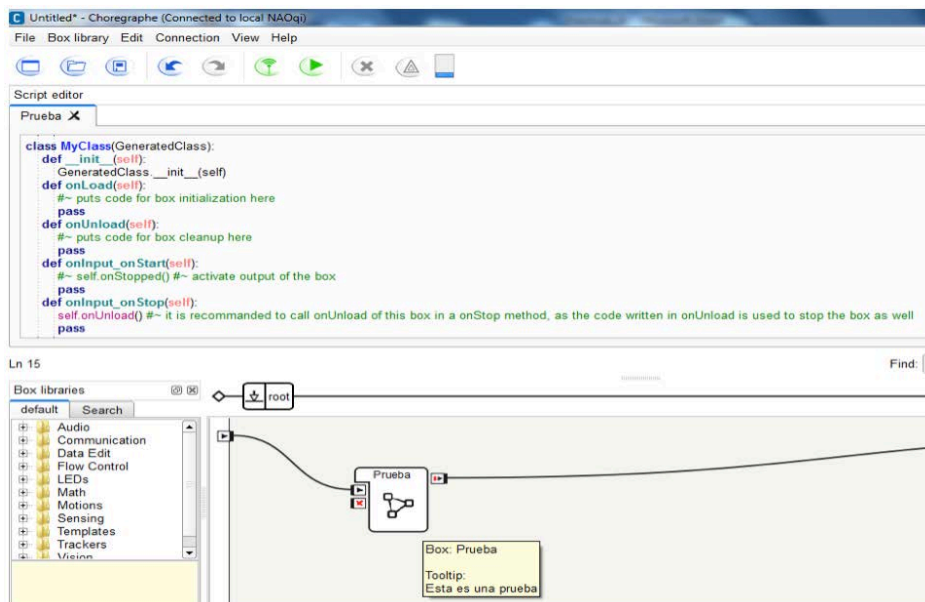 Untitled* - Choregraphe (Connected to local NAOqi)
File Box library Edit Connection View Help
Script editor
Prueba
class MyClass(GeneratedClass):
def __init__(self):
GeneratedClass.__init__(self)
def onLoad(self):
#~ puts code for box initialization here
pass
def onUnload(self):
#~ puts code for box cleanup here
pass
def onInput_onStart(self):
#~ self.onStopped() #~ activate output of the box
pass
def onInput_onStop(self):
self.onUnload() #~ it is recommanded to call onUnload of this box in a onStop method, as the code written in onUnload is used to stop the box as well
pass
Ln 15
Find:
Box libraries
default Search
Audio
Communication
Data Edit
Flow Control
LEDs
Math
Motions
Sensing
Templates
Trackers
Vision
root
Prueba
Box: Prueba
Tooltip:
Esta es una prueba